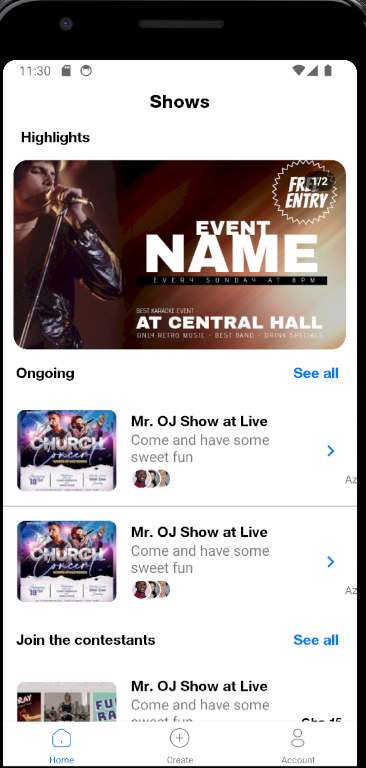 11:30
Shows
Highlights
FREE
1/2
ENTRY
EVENT
NAME
EVERY SUNDAY AT 8PM
BEST KARAOKE EVENT
AT CENTRAL HALL
ONLY RETRO MUSIC - BEST BAND - DRINK SPECIALS
Ongoing
See all
CHURCH
Concert
Mr. OJ Show at Live
Come and have some
sweet fun
Az
CHURCH
Concert
Mr. OJ Show at Live
Come and have some
sweet fun
Az
Join the contestants
See all
Mr. OJ Show at Live
Come and have some
sweet fun
Home
Create
Account